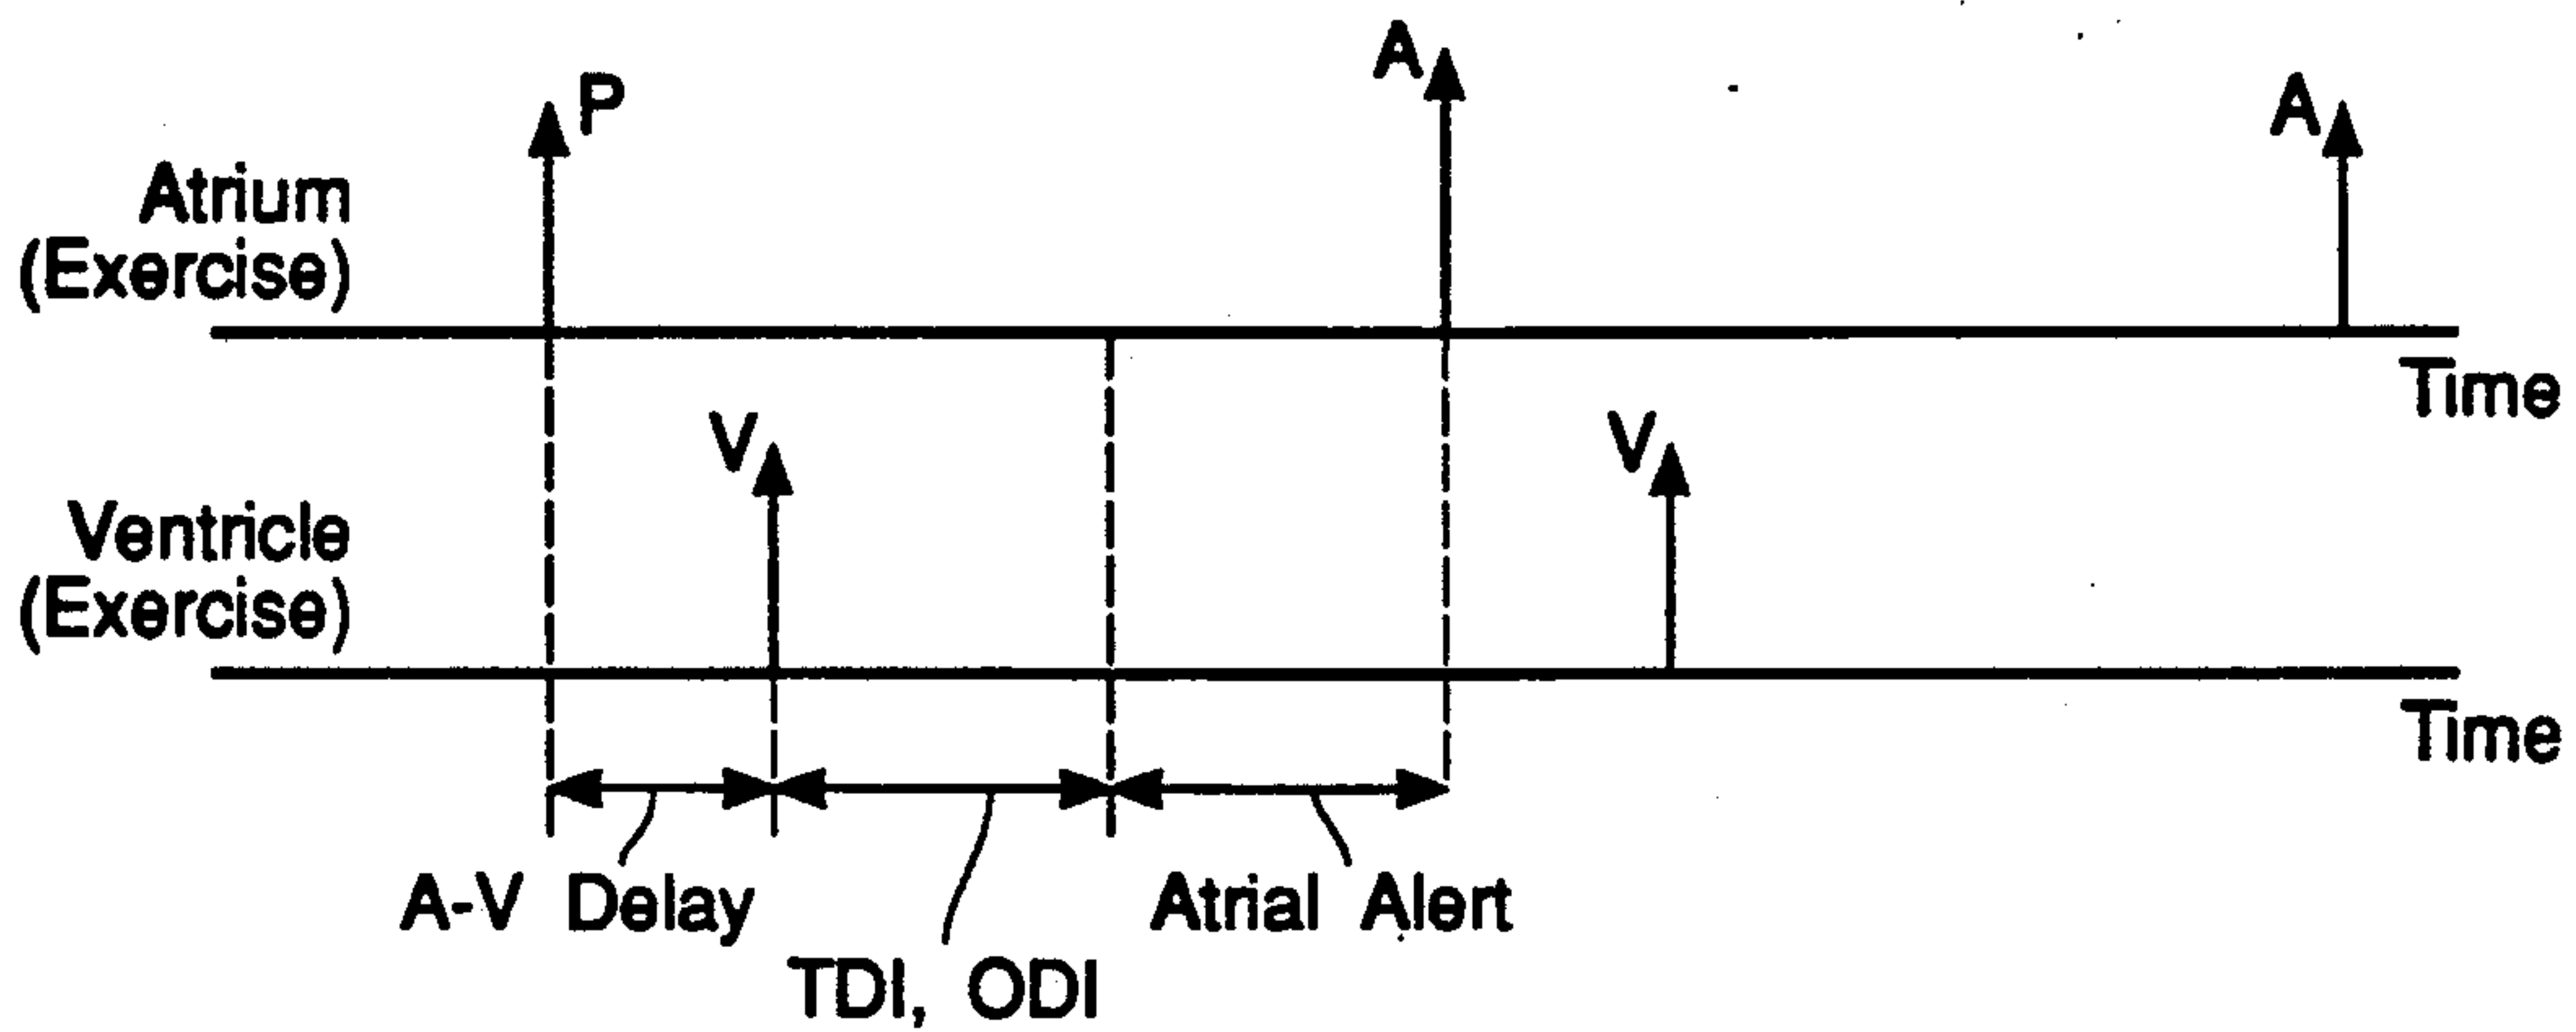 P
A
A
Atrium
(Exercise)
Time
V
V
Ventricle
(Exercise)
Time
A-V Delay
Atrial Alert
TDI, ODI